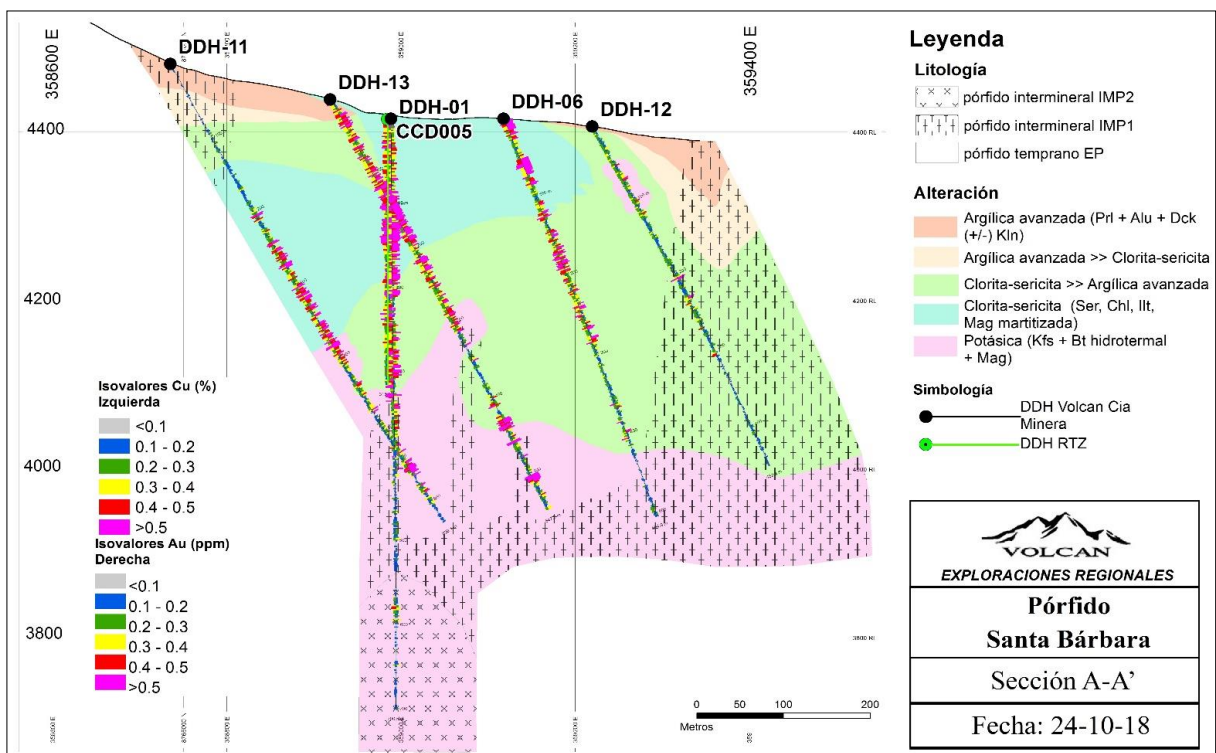 358600 E
359400 E
DDH-11
DDH-13
DDH-01
CCD005
DDH-06
DDH-12
4400
4200
4000
3800
4400 RL
4200 RL
3800 RL
Isovalores Cu (%)
Izquierda
<0.1
0.1 - 0.2
0.2 - 0.3
0.3 - 0.4
0.4 - 0.5
>0.5
Isovalores Au (ppm)
Derecha
<0.1
0.1 - 0.2
0.2 - 0.3
0.3 - 0.4
0.4 - 0.5
>0.5
0 50 100 200
Metros
Leyenda
Litología
pórfido intermineral IMP2
pórfido intermineral IMP1
pórfido temprano EP
Alteración
Argílica avanzada (Prl + Alu + Dck
(+/-) Kln)
Argílica avanzada >> Clorita-sericita
Clorita-sericita >> Argílica avanzada
Clorita-sericita (Ser, Chl, Ilt,
Mag martitizada)
Potásica (Kfs + Bt hidrotermal
+ Mag)
Simbología
DDH Volcan Cia
Minera
DDH RTZ
VOLCAN
EXPLORACIONES REGIONALES
Pórfido
Santa Bárbara
Sección A-A'
Fecha: 24-10-18